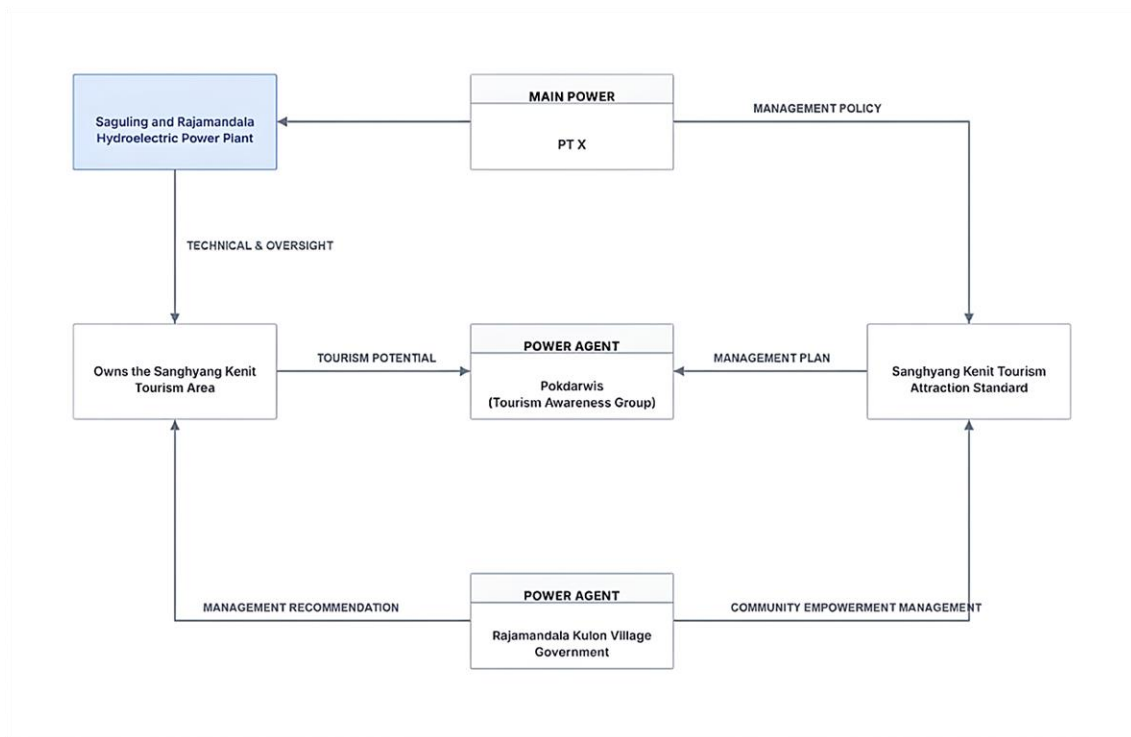 MAIN POWER
Saguling and Rajamandala
Hydroelectric Power Plant
PT X
MANAGEMENT POLICY
TECHNICAL & OVERSIGHT
Owns the Sanghyang Kenit
Tourism Area
TOURISM POTENTIAL
POWER AGENT
Pokdarwis
(Tourism Awareness Group)
MANAGEMENT PLAN
Sanghyang Kenit Tourism
Attraction Standard
MANAGEMENT RECOMMENDATION
POWER AGENT
Rajamandala Kulon Village
Government
COMMUNITY EMPOWERMENT MANAGEMENT